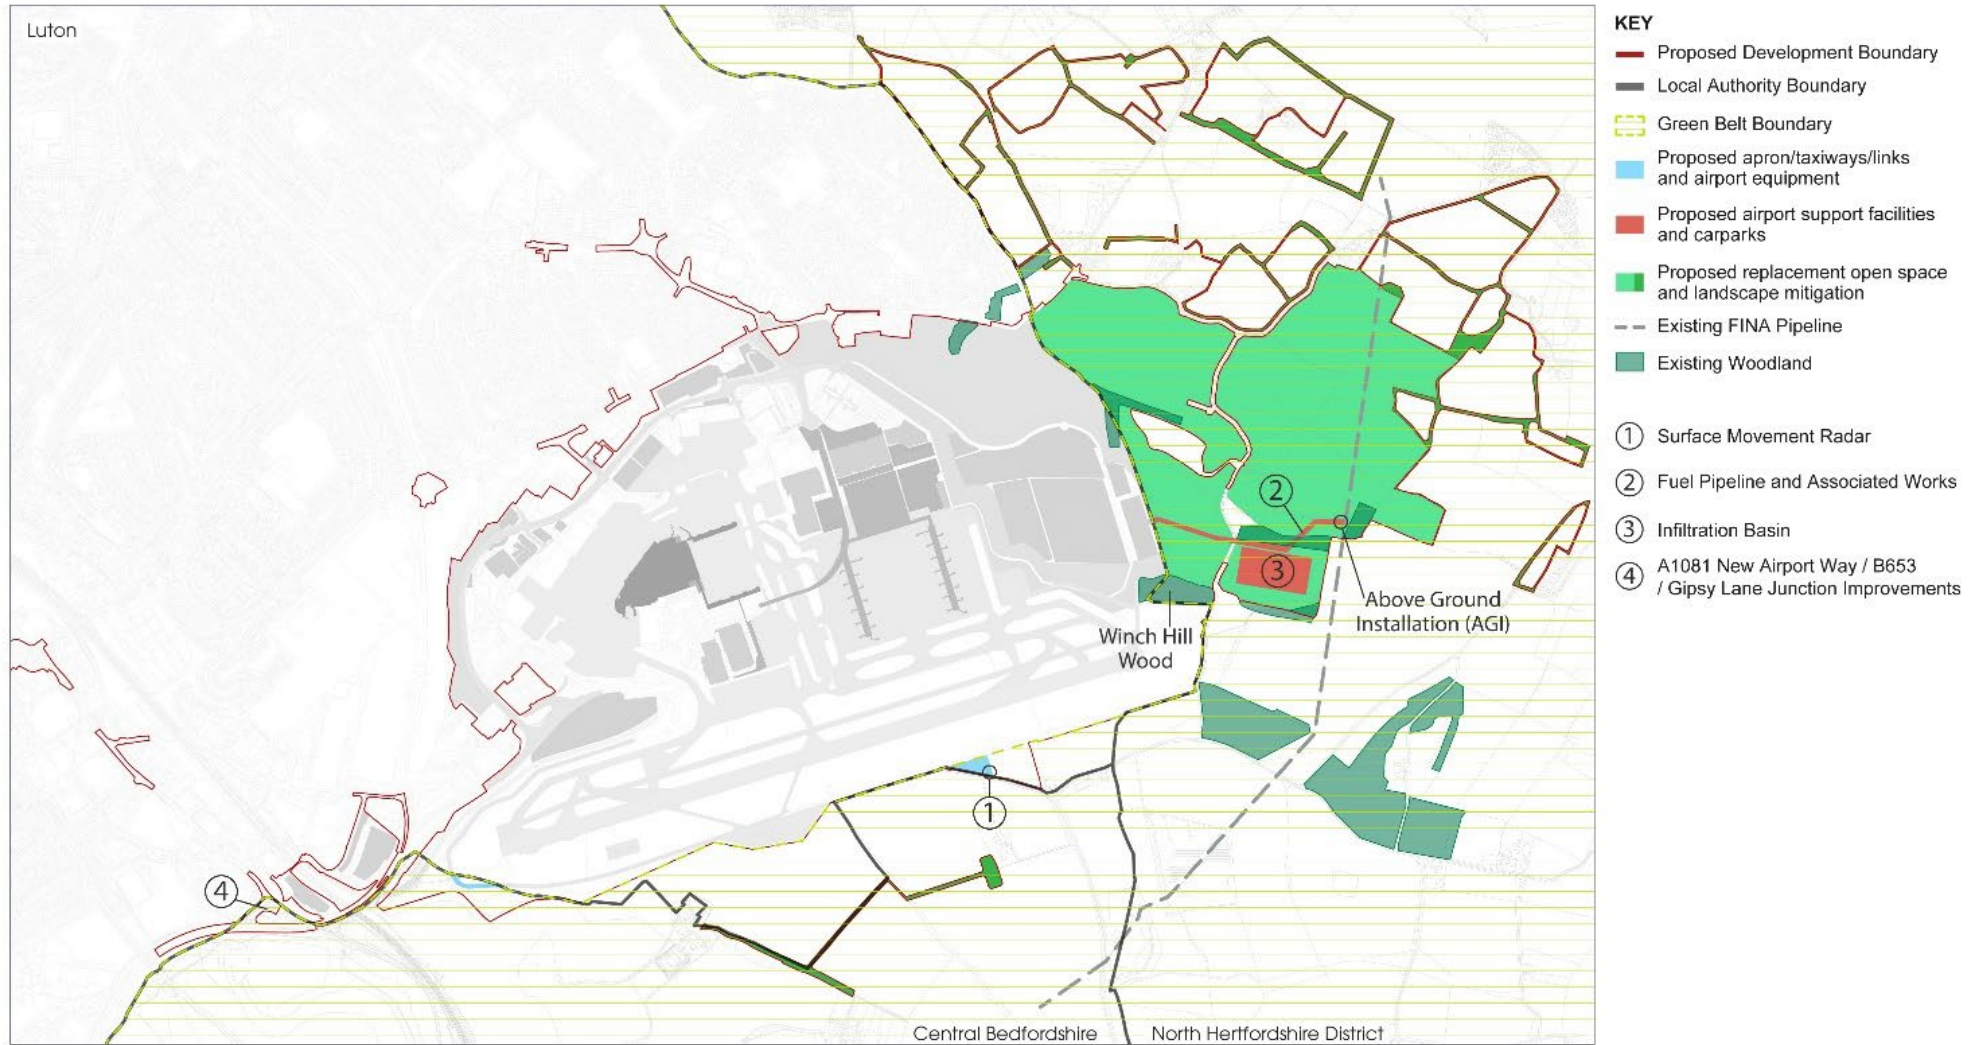 Luton
KEY
Proposed Development Boundary
Local Authority Boundary
Green Belt Boundary
Proposed apron/taxiways/links
and airport equipment
Proposed airport support facilities
and carparks
Proposed replacement open space
and landscape mitigation
Existing FINA Pipeline
Existing Woodland
1 Surface Movement Radar
2 Fuel Pipeline and Associated Works
3 Infiltration Basin
4 A1081 New Airport Way / B653
/ Gipsy Lane Junction Improvements
2
3
Above Ground
Installation (AGI)
Winch Hill
Wood
1
4
Central Bedfordshire
North Hertfordshire District